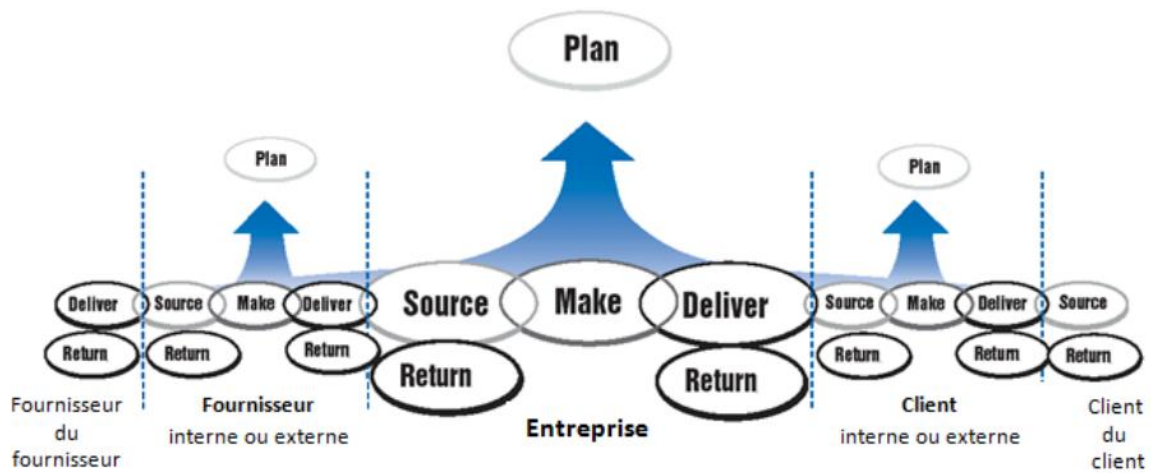 Plan
Plan
Plan
Deliver
Source
Make
Deliver
Source
Make
Deliver
Source
Make
Deliver
Source
Return
Return
Return
Return
Return
Return
Return
Return
Fournisseur
du
fournisseur
Fournisseur
interne ou externe
Entreprise
Client
interne ou externe
Client
du
client